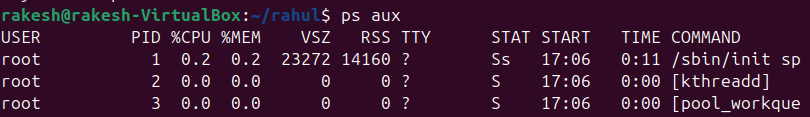 rakesh@rakesh-VirtualBox:~/rahul$ ps aux
USER PID %CPU %MEM VSZ RSS TTY STAT START TIME COMMAND
root 1 0.2 0.2 23272 14160 ? Ss 17:06 0:11 /sbin/init sp
root 2 0.0 0.0 0 0 ? S 17:06 0:00 [kthreadd]
root 3 0.0 0.0 0 0 ? S 17:06 0:00 [pool_workque